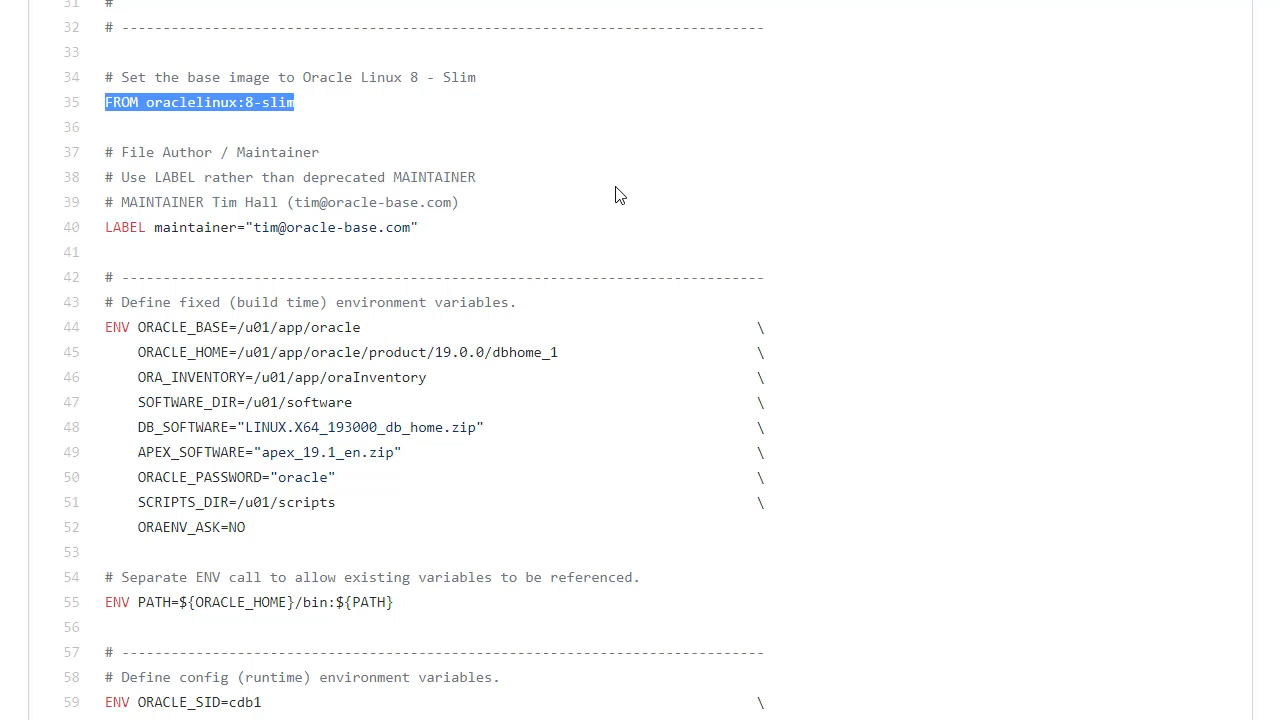 31 #
32 # ------------------------------------------------------------------------------
33
34 # Set the base image to Oracle Linux 8 - Slim
35 FROM oraclelinux:8-slim
36
37 # File Author / Maintainer
38 # Use LABEL rather than deprecated MAINTAINER
39 # MAINTAINER Tim Hall (tim@oracle-base.com)
40 LABEL maintainer="tim@oracle-base.com"
41
42 # ------------------------------------------------------------------------------
43 # Define fixed (build time) environment variables.
44 ENV ORACLE_BASE=/u01/app/oracle \
45 ORACLE_HOME=/u01/app/oracle/product/19.0.0/dbhome_1 \
46 ORA_INVENTORY=/u01/app/oraInventory \
47 SOFTWARE_DIR=/u01/software \
48 DB_SOFTWARE="LINUX.X64_193000_db_home.zip" \
49 APEX_SOFTWARE="apex_19.1_en.zip" \
50 ORACLE_PASSWORD="oracle" \
51 SCRIPTS_DIR=/u01/scripts \
52 ORAENV_ASK=NO
53
54 # Separate ENV call to allow existing variables to be referenced.
55 ENV PATH=${ORACLE_HOME}/bin:${PATH}
56
57 # ------------------------------------------------------------------------------
58 # Define config (runtime) environment variables.
59 ENV ORACLE_SID=cdb1 \